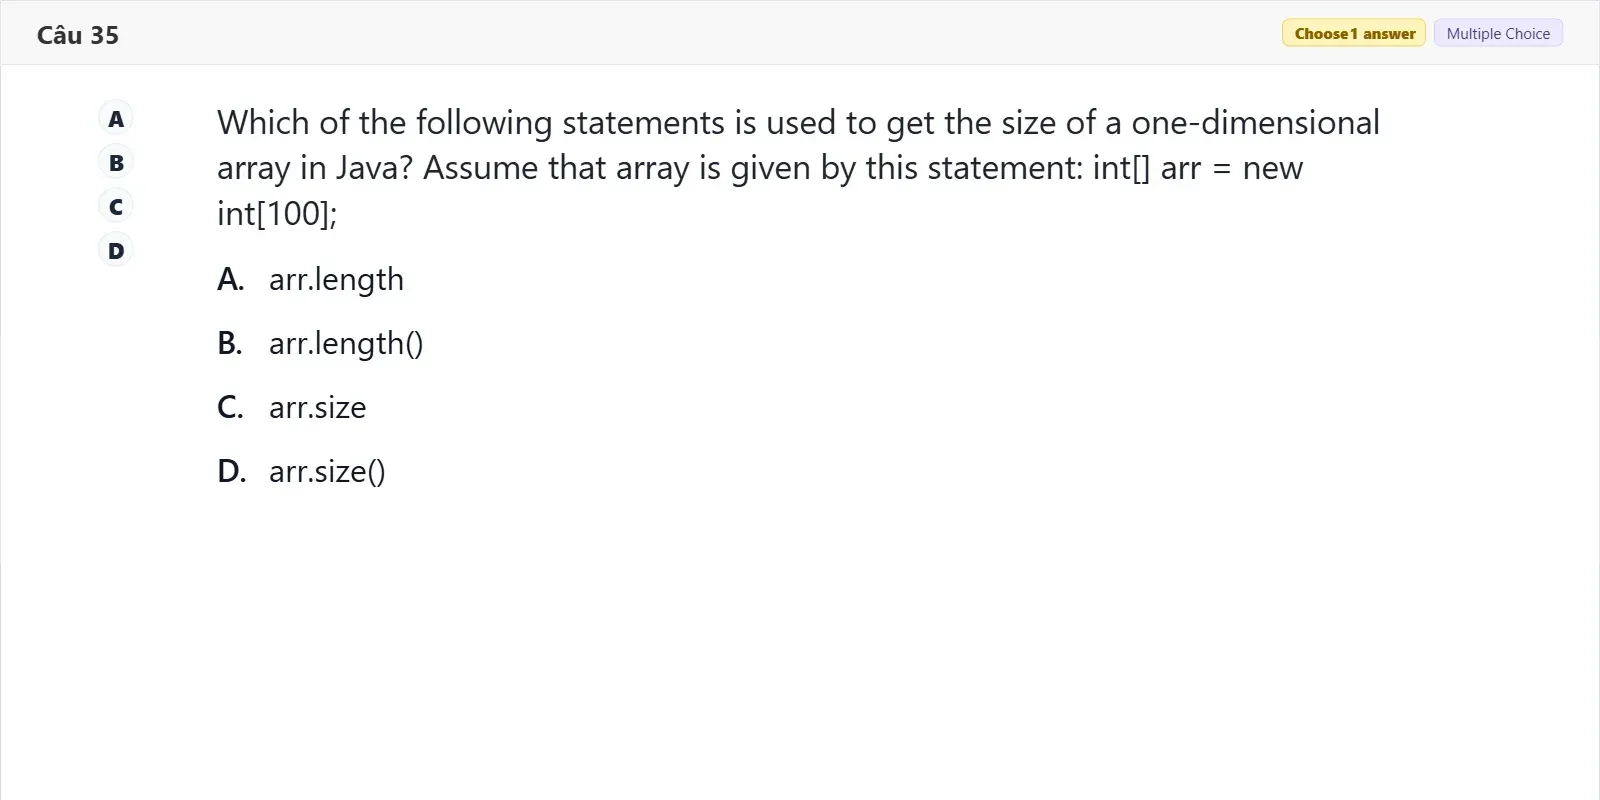 Câu 35
Choose1 answer
Multiple Choice
A
B
C
D
Which of the following statements is used to get the size of a one-dimensional
array in Java? Assume that array is given by this statement: int[] arr = new
int[100];
A. arr.length
B. arr.length()
C. arr.size
D. arr.size()